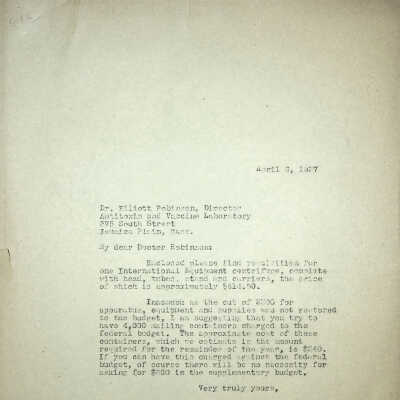 April 6, 1937
Dr. Elliott Robinson, Director
Antitoxin and Vaccine Laboratory
375 South Street
Jamaica Plain, Mass.
My dear Doctor Robinson:
Enclosed please find requisition for
one International Equipment centrifuge, complete
with head, tubes, stand and carriers, the price
of which is approximately
Inasmuch as the cut of $200 for
apparatus, equipment and supplies was not restored
to the budget, I am suggesting that you try to
have 4,000 mailing containers charged to the
federal budget. The approximate cost of these
containers, which we estimate is the amount
required for the remainder of the year, is $240.
If you can have this charged against the federal
budget, of course there will be no necessity for
asking for $200 in the supplementary budget.
Very truly yours,